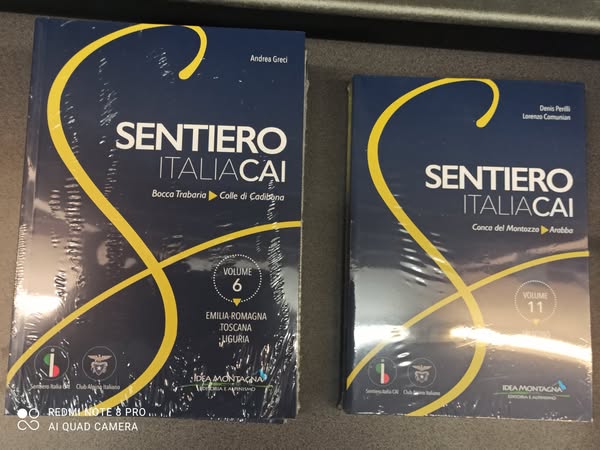 Andrea Greci
SENTIERO
ITALIACAI
Bocca Trabaria ▶ Colle di Cadibona
VOLUME
6
EMILIA-ROMAGNA
TOSCANA
LIGURIA
Sentiero Italia CAI
Club Alpino Italiano
IDEA MONTAGNA
EDITORIA E ALPINISMO
Denis Perilli
Lorenzo Comunian
SENTIERO
ITALIACAI
Conca del Montozzo ▶ Arabba
VOLUME
11
Sentiero Italia CAI
Club Alpino Italiano
IDEA MONTAGNA
EDITORIA E ALPINISMO
REDMI NOTE 8 PRO
AI QUAD CAMERA